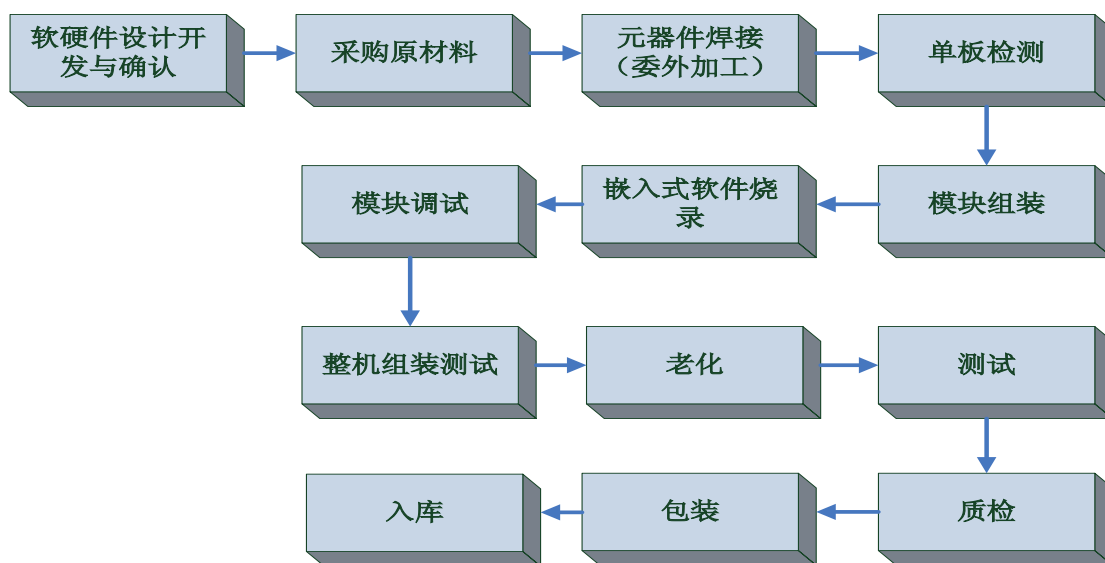 软硬件设计开
发与确认
采购原材料
元器件焊接
（委外加工）
单板检测
模块组装
嵌入式软件烧
录
模块调试
整机组装测试
老化
测试
质检
包装
入库